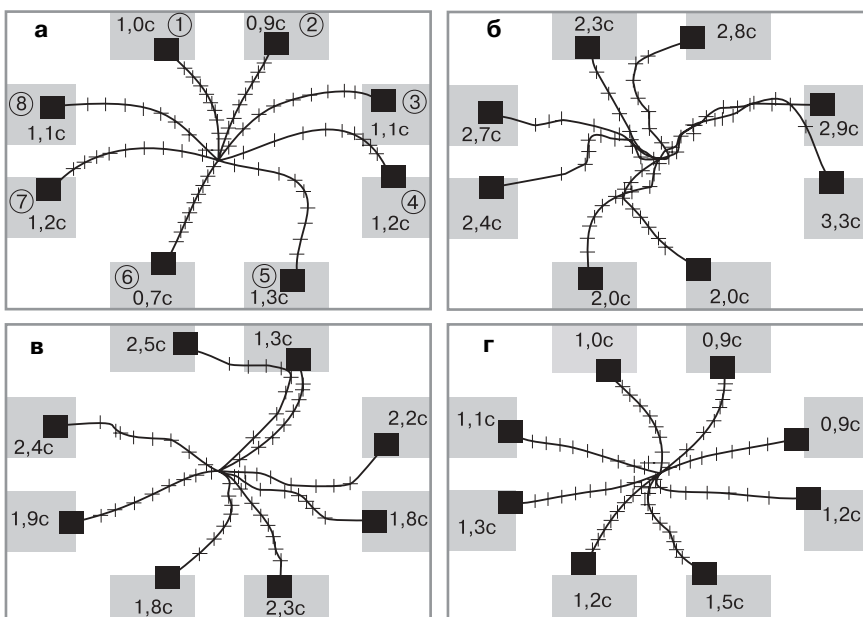 а
1,0с ①
0,9с ②
⑧
1,1с
③
1,1с
⑦
1,2с
④
1,2с
⑥
0,7с
⑤
1,3с
б
2,3с
2,8с
2,7с
2,9с
2,4с
3,3с
2,0с
2,0с
в
2,5с
1,3с
2,4с
2,2с
1,9с
1,8с
1,8с
2,3с
г
1,0с
0,9с
1,1с
0,9с
1,3с
1,2с
1,2с
1,5с